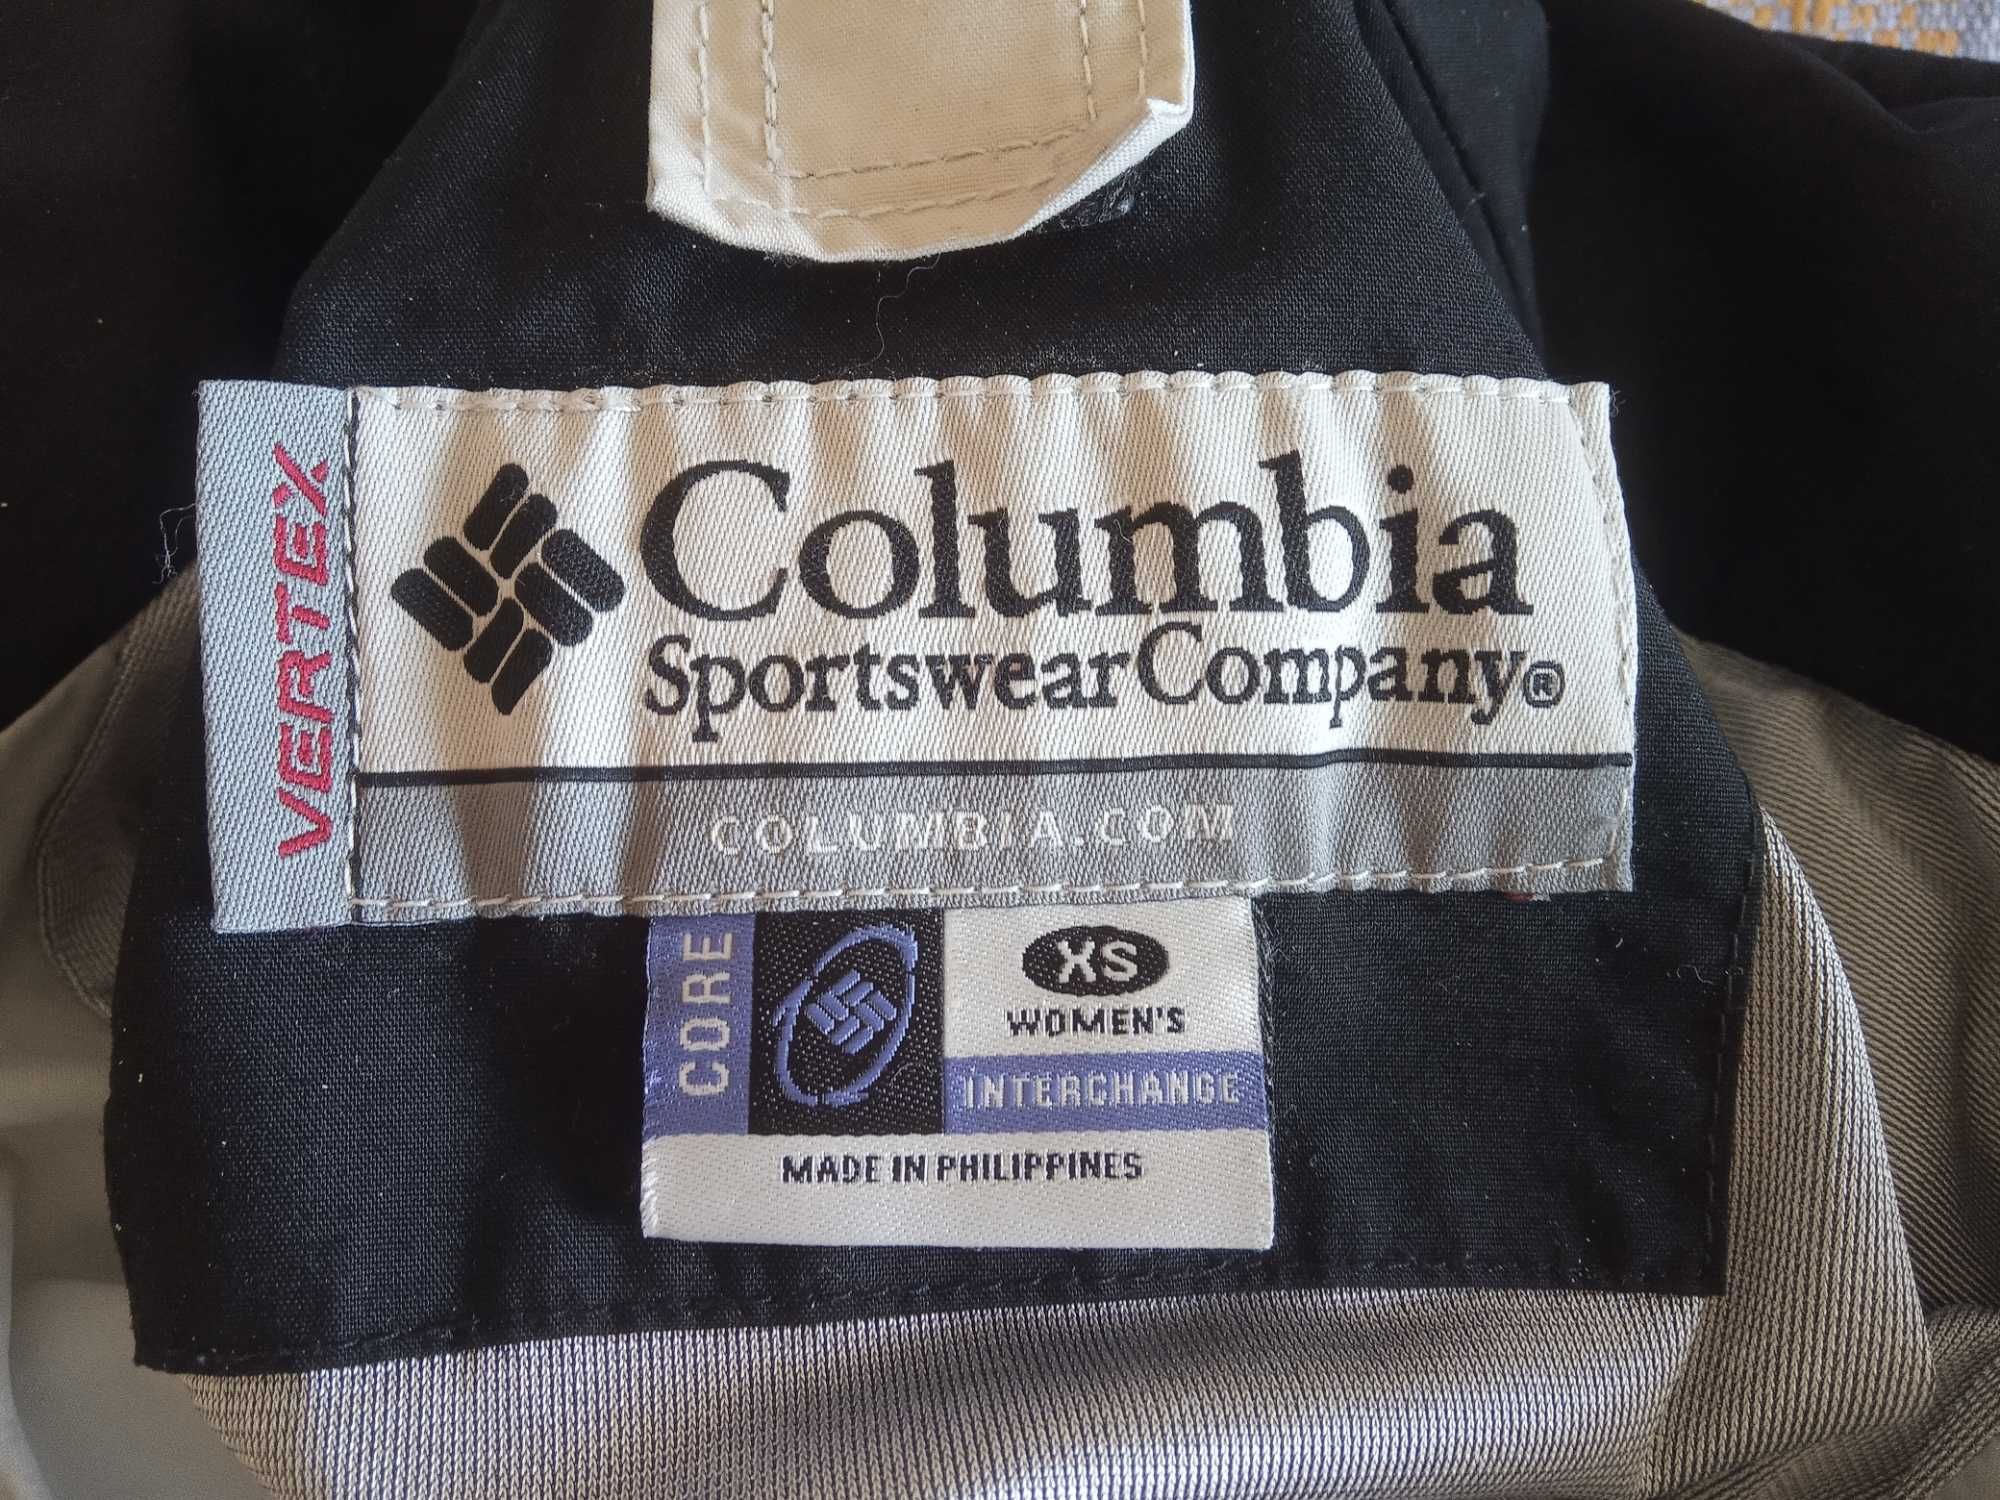 VERTEX
Columbia
Sportswear Company®
COLUMBIA.COM
CORE
XS
WOMEN'S
INTERCHANGE
MADE IN PHILIPPINES